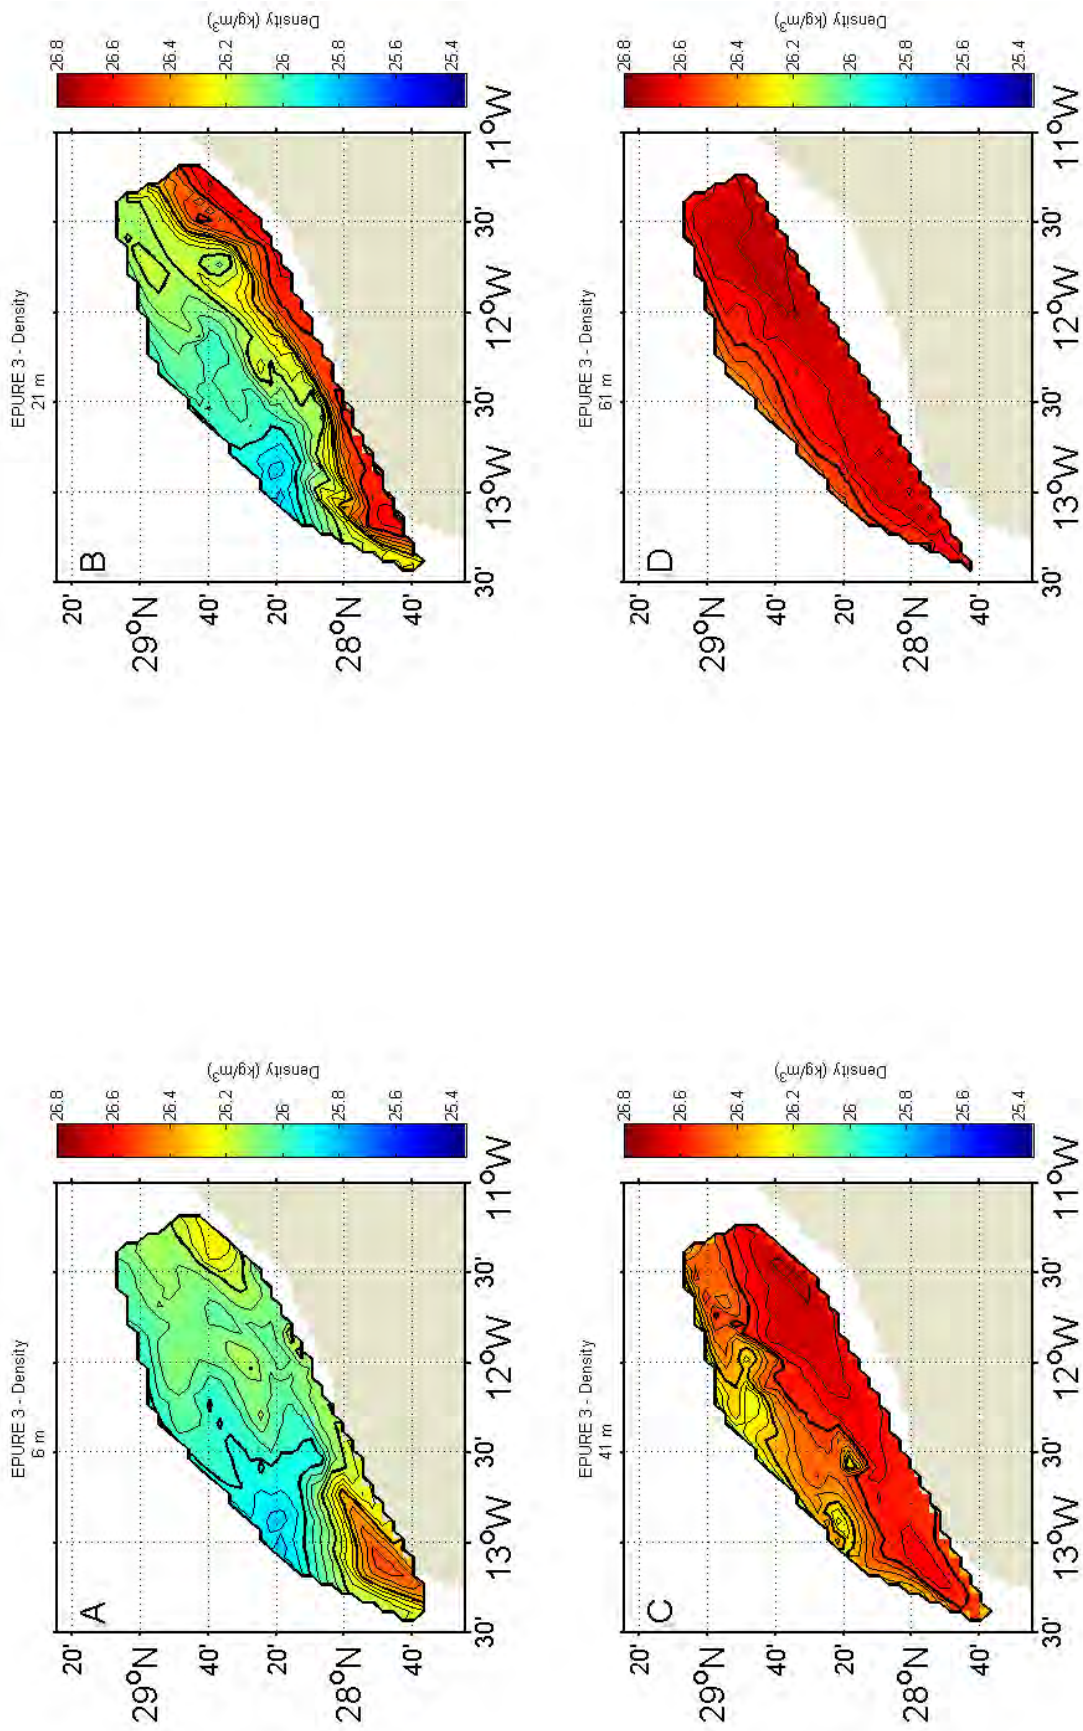 EPURE 3 - Density
6 m
A
20'
29°N
40'
20'
28°N
40'
30'
13°W
30'
12°W
30'
11°W
26.8
26.6
26.4
26.2
26
25.8
25.6
25.4
Density (kg/m³)
EPURE 3 - Density
21 m
B
20'
29°N
40'
20'
28°N
40'
30'
13°W
30'
12°W
30'
11°W
26.8
26.6
26.4
26.2
26
25.8
25.6
25.4
Density (kg/m³)
EPURE 3 - Density
41 m
C
20'
29°N
40'
20'
28°N
40'
30'
13°W
30'
12°W
30'
11°W
26.8
26.6
26.4
26.2
26
25.8
25.6
25.4
Density (kg/m³)
EPURE 3 - Density
61 m
D
20'
29°N
40'
20'
28°N
40'
30'
13°W
30'
12°W
30'
11°W
26.8
26.6
26.4
26.2
26
25.8
25.6
25.4
Density (kg/m³)